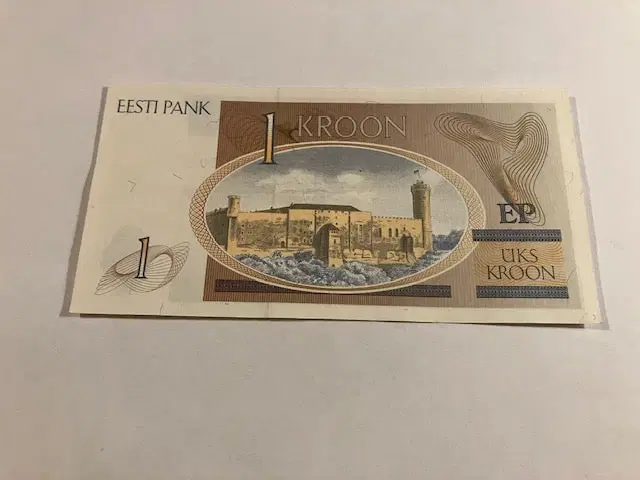 EESTI PANK
1 KROON
EP
ÜKS
KROON
1